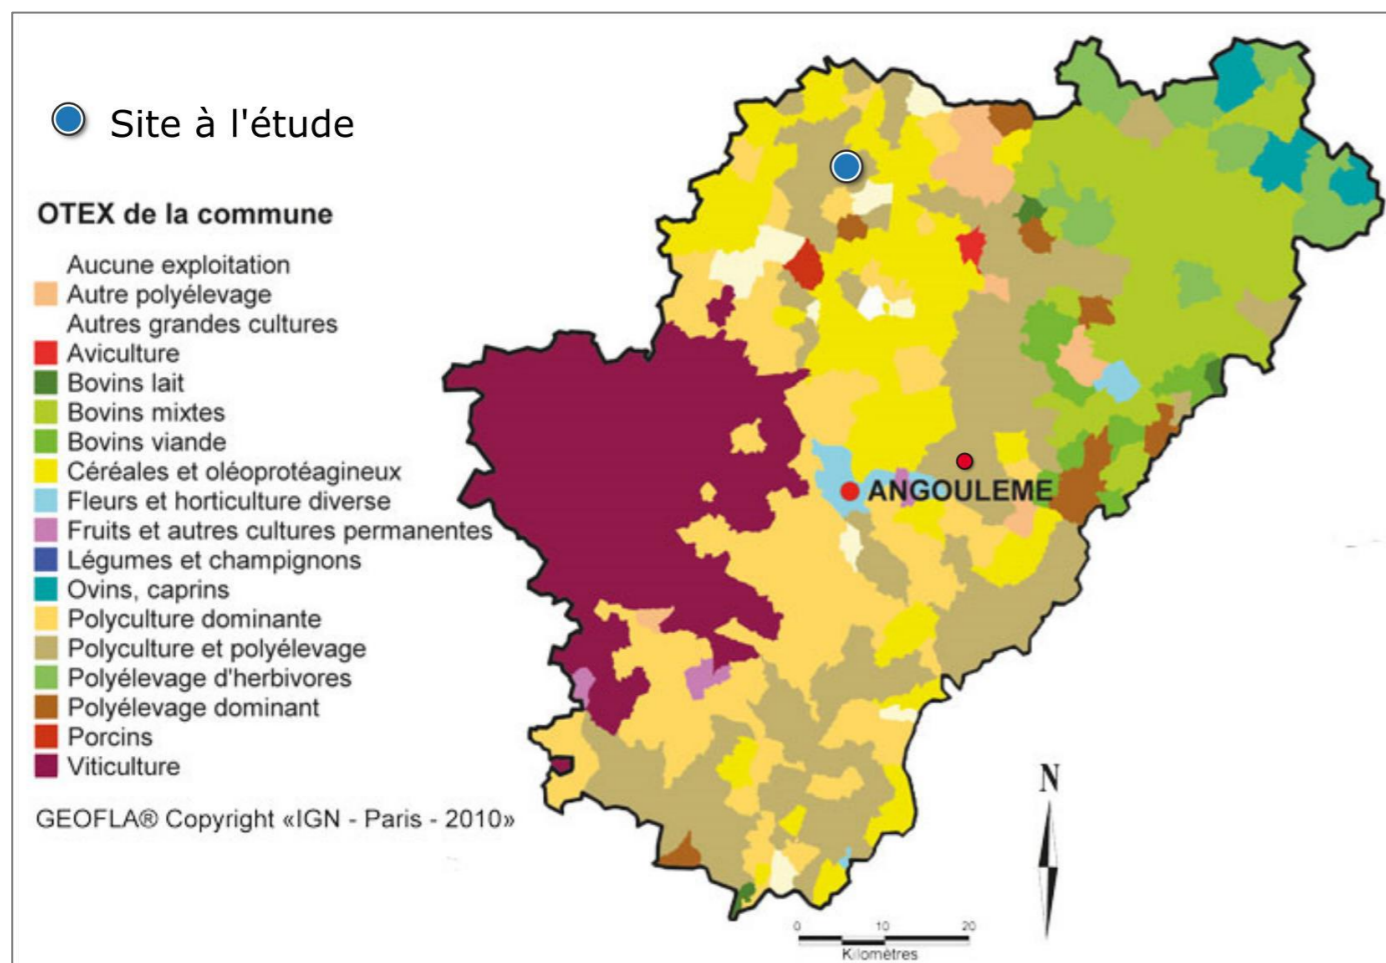 Site à l'étude
OTEX de la commune
Aucune exploitation
Autre polyélevage
Autres grandes cultures
Aviculture
Bovins lait
Bovins mixtes
Bovins viande
Céréales et oléoprotéagineux
Fleurs et horticulture diverse
Fruits et autres cultures permanentes
Légumes et champignons
Ovins, caprins
Polyculture dominante
Polyculture et polyélevage
Polyélevage d'herbivores
Polyélevage dominant
Porcins
Viticulture
GEOFLA® Copyright «IGN - Paris - 2010»
ANGOULEME
N
0 10 20
Kilomètres